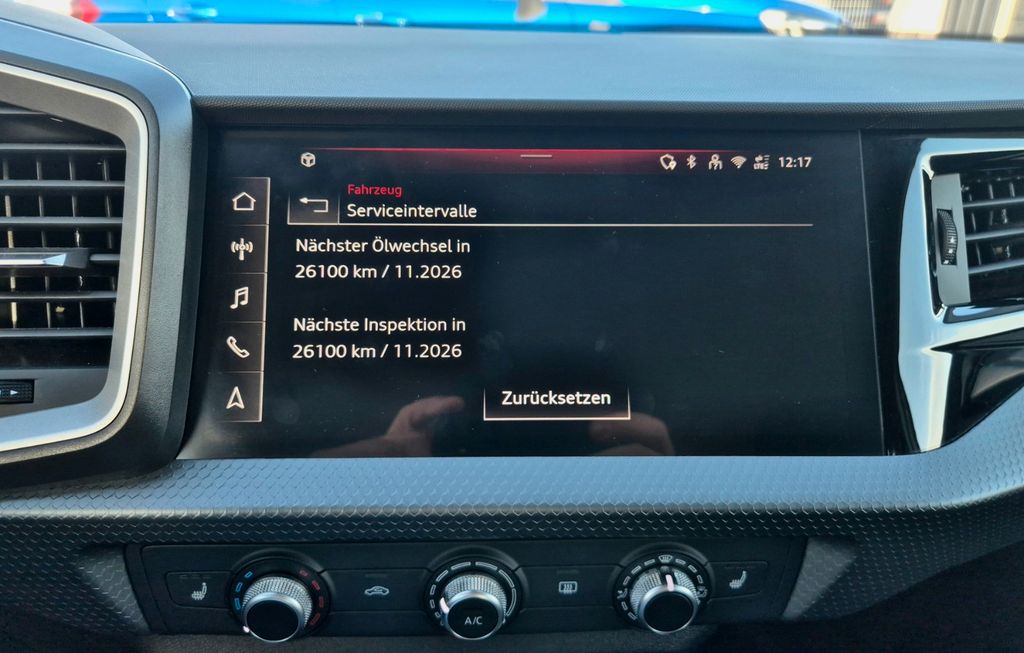 LTE
12:17
Fahrzeug
Serviceintervalle
Nächster Ölwechsel in
26100 km / 11.2026
Nächste Inspektion in
26100 km / 11.2026
Zurücksetzen
A/C